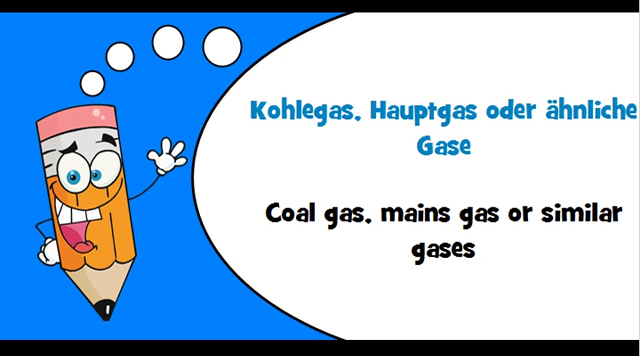 Kohlegas, Hauptgas oder ähnliche
Gase
Coal gas, mains gas or similar
gases